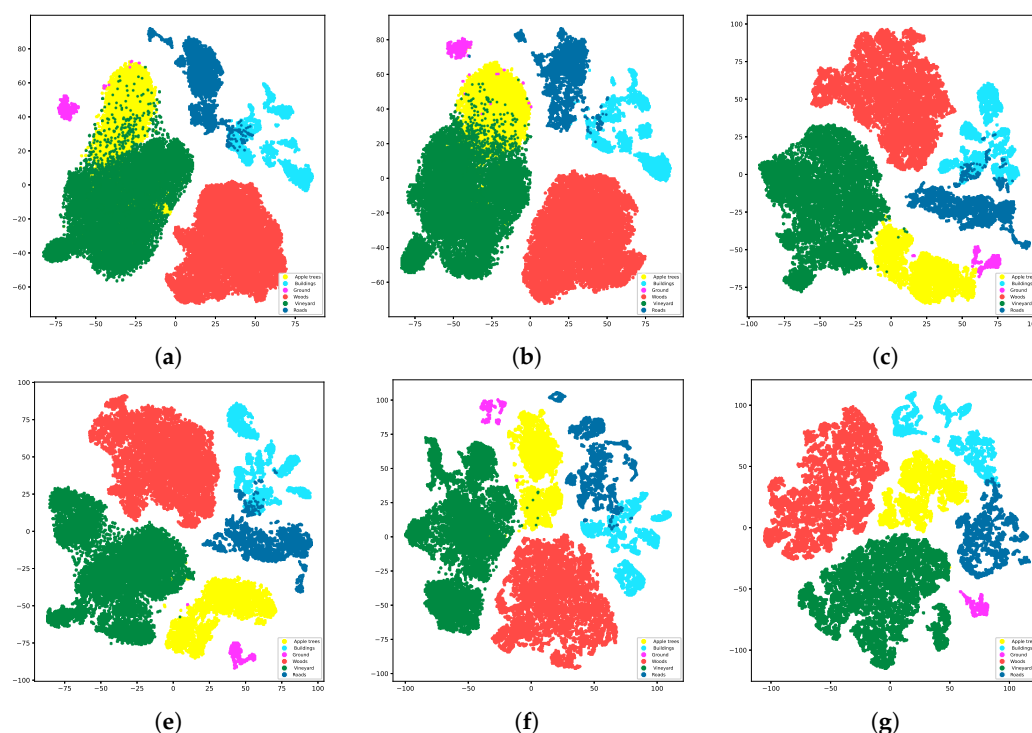 80
60
40
20
0
−20
−40
−60
−75
−50
−25
0
25
50
75
Apple trees
Buildings
Ground
Woods
Vineyard
Roads
(a)
80
60
40
20
0
−20
−40
−60
−75
−50
−25
0
25
50
75
Apple trees
Buildings
Ground
Woods
Vineyard
Roads
(b)
100
75
50
25
0
−25
−50
−75
−100
−75
−50
−25
0
25
50
75
Apple trees
Buildings
Ground
Woods
Vineyard
Roads
(c)
100
75
50
25
0
−25
−50
−75
−100
−75
−50
−25
0
25
50
75
100
Apple trees
Buildings
Ground
Woods
Vineyard
Roads
(e)
100
75
50
25
0
−25
−50
−75
−100
−100
−50
0
50
100
Apple trees
Buildings
Ground
Woods
Vineyard
Roads
(f)
100
50
0
−50
−100
−100
−50
0
50
100
Apple trees
Buildings
Ground
Woods
Vineyard
Roads
(g)